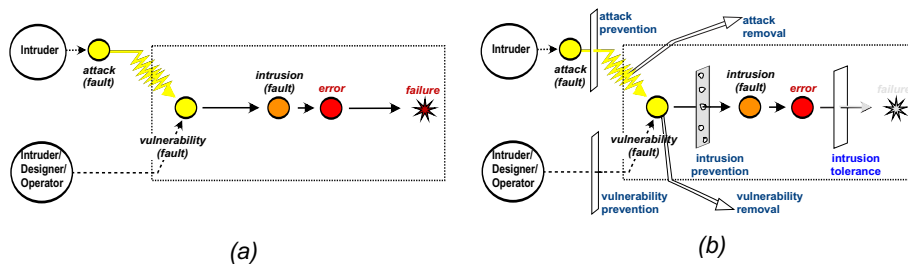 Intruder
attack
(fault)
intrusion
(fault)
error
failure
vulnerability
(fault)
Intruder/
Designer/
Operator
(a)
attack
prevention
attack
removal
Intruder
attack
(fault)
intrusion
(fault)
error
failure
vulnerability
(fault)
intrusion
prevention
intrusion
tolerance
Intruder/
Designer/
Operator
vulnerability
prevention
vulnerability
removal
(b)